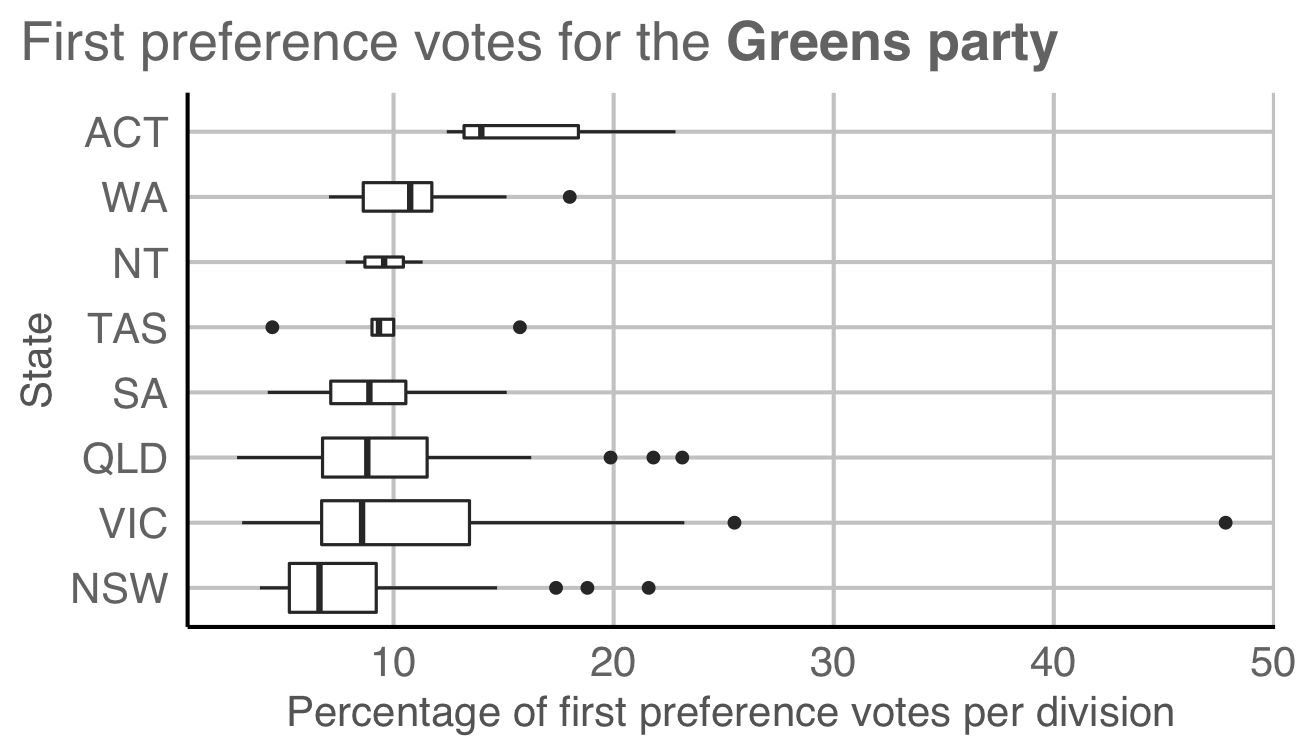 First preference votes for the Greens party
State
ACT
WA
NT
TAS
SA
QLD
VIC
NSW
10 20 30 40 50
Percentage of first preference votes per division